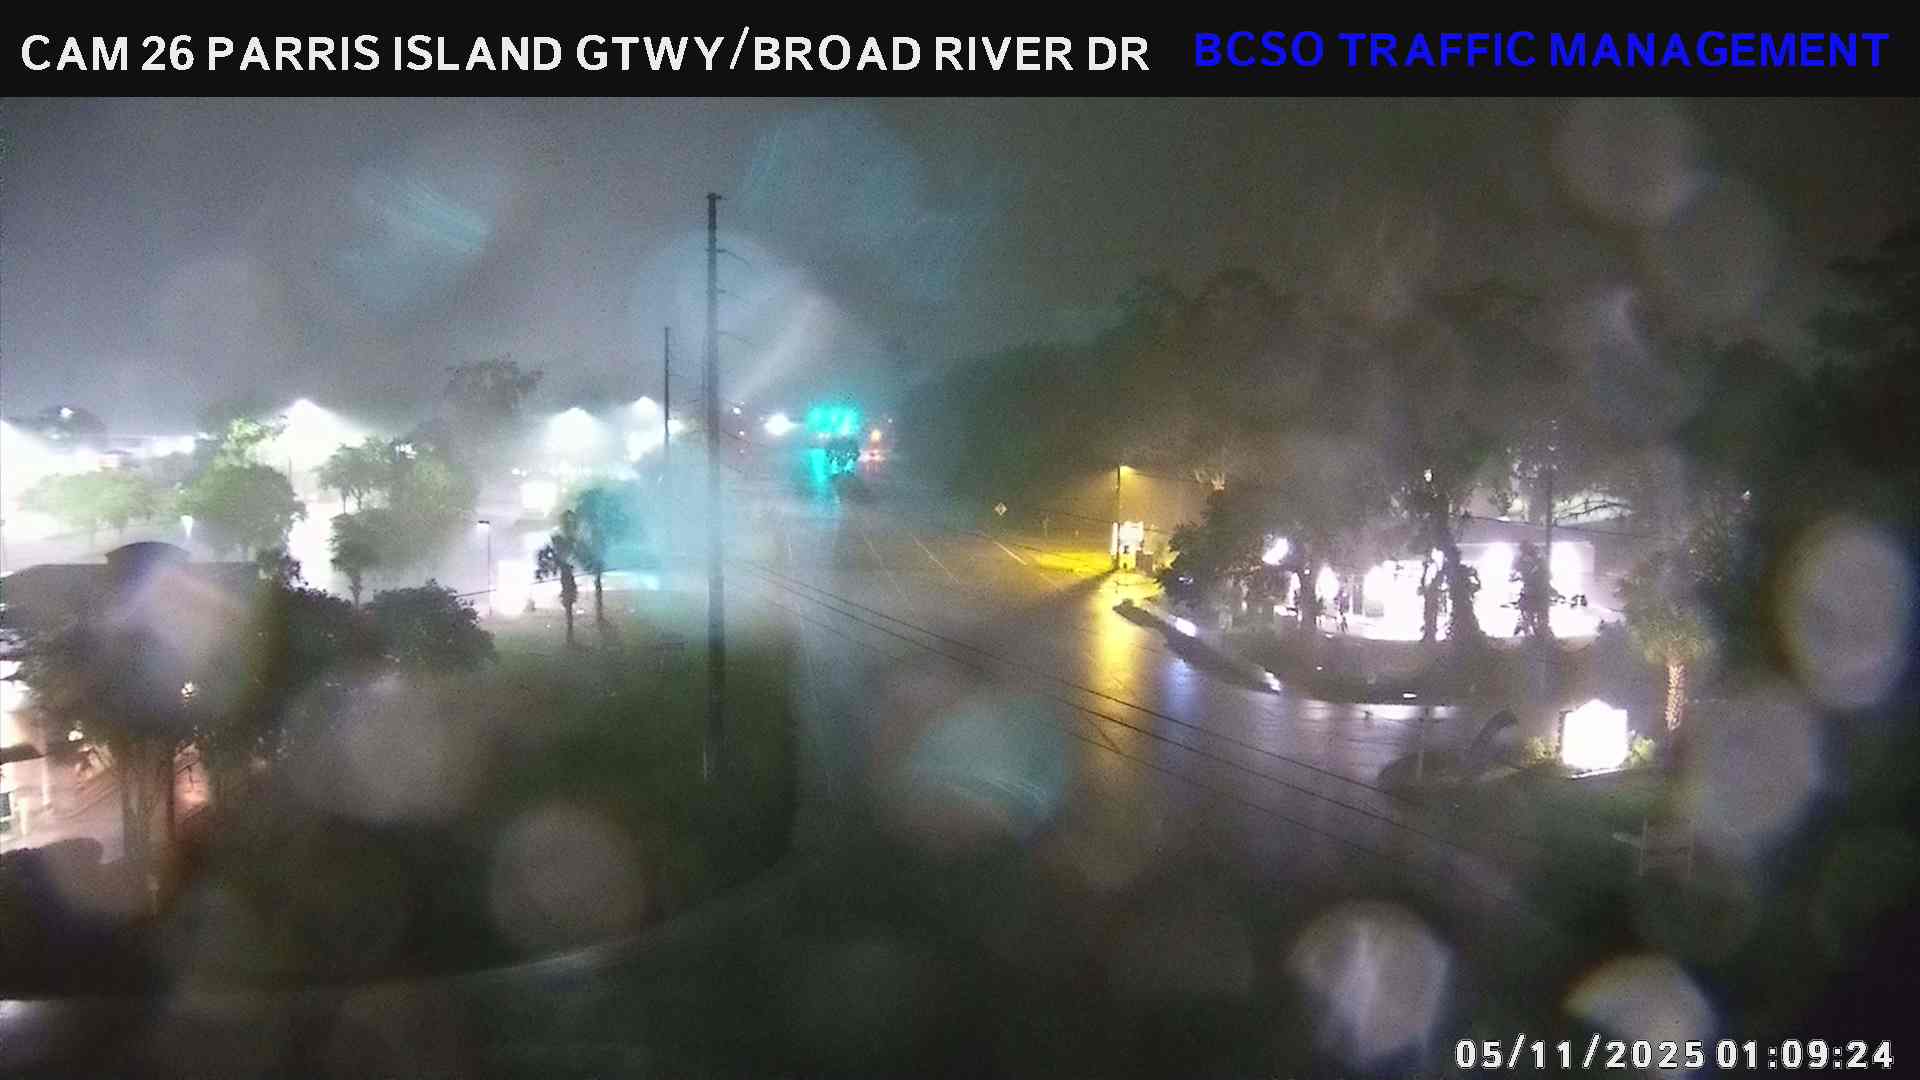 CAM 26 PARRIS ISLAND GTWY/BROAD RIVER DR BCSO TRAFFIC MANAGEMENT
05/11/2025 01:09:24